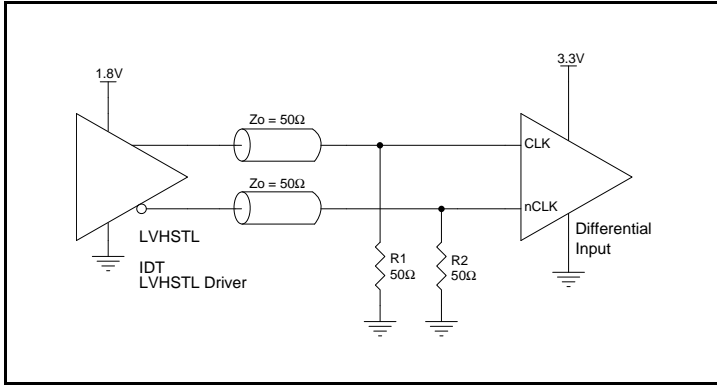 1.8V
3.3V
Zo = 50Ω
CLK
Zo = 50Ω
nCLK
LVHSTL
IDT
LVHSTL Driver
R1
50Ω
R2
50Ω
Differential
Input